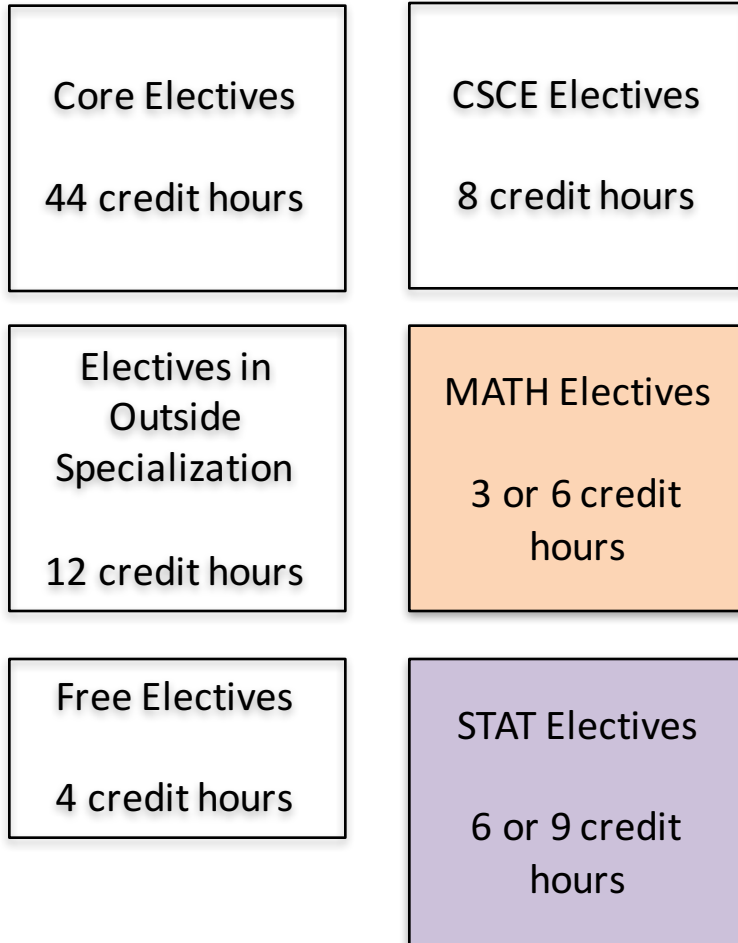 Core Electives
44 credit hours
CSCE Electives
8 credit hours
Electives in
Outside
Specialization
12 credit hours
MATH Electives
3 or 6 credit
hours
Free Electives
4 credit hours
STAT Electives
6 or 9 credit
hours